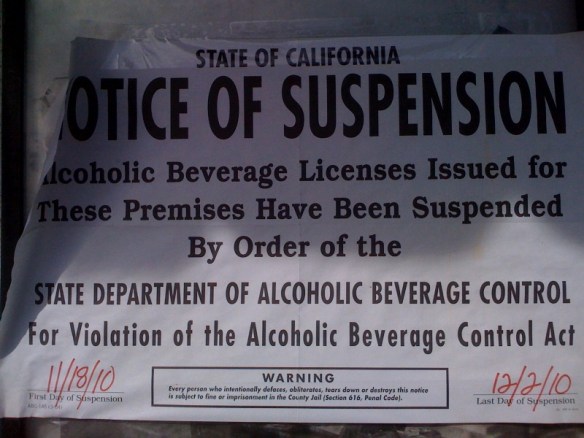 STATE OF CALIFORNIA
NOTICE OF SUSPENSION
Alcoholic Beverage Licenses Issued for
These Premises Have Been Suspended
By Order of the
STATE DEPARTMENT OF ALCOHOLIC BEVERAGE CONTROL
For Violation of the Alcoholic Beverage Control Act
11/18/10
First Day of Suspension
WARNING
Every person who intentionally defaces, obliterates, tears down or destroys this notice
is subject to fine or imprisonment in the County Jail (Section 616, Penal Code).
12/2/10
Last Day of Suspension